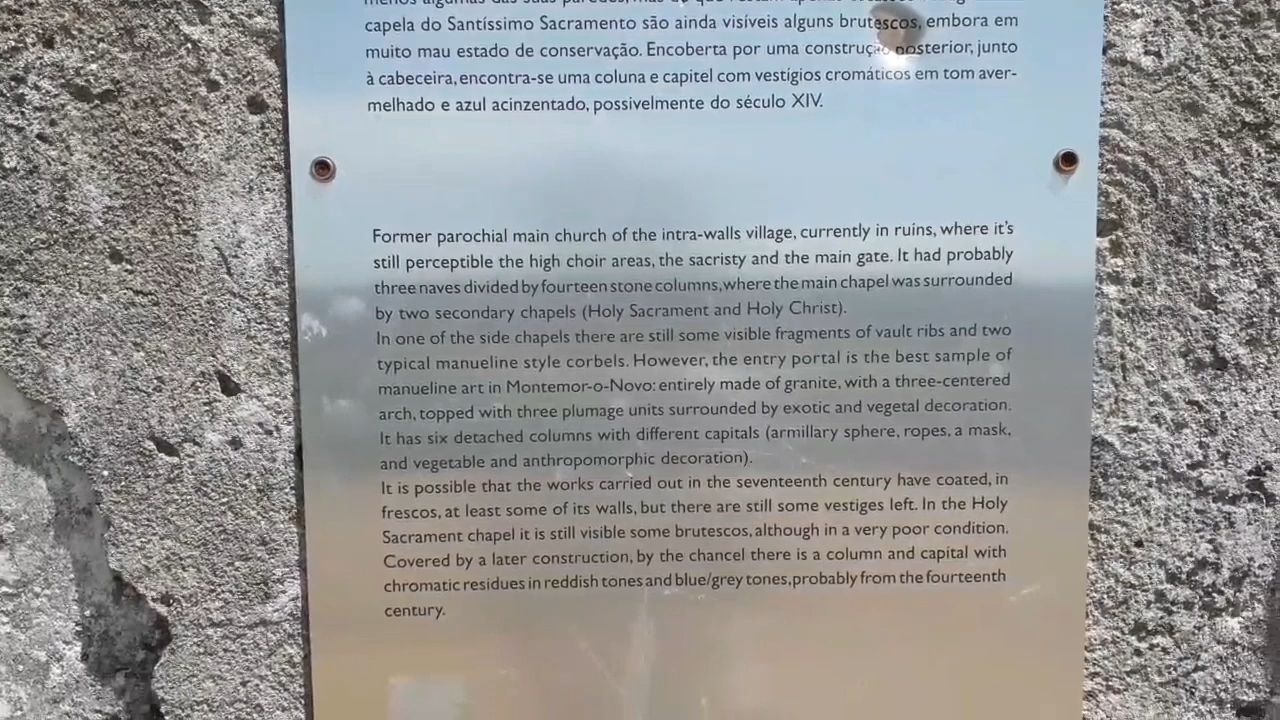 menos algumas das suas paredes, mas do que restam apenas
capela do Santíssimo Sacramento são ainda visíveis alguns brutescos, embora em
muito mau estado de conservação. Encoberta por uma construção posterior, junto
à cabeceira, encontra-se uma coluna e capitel com vestígios cromáticos em tom aver-
melhado e azul acinzentado, possivelmente do século XIV.
Former parochial main church of the intra-walls village, currently in ruins, where it's
still perceptible the high choir areas, the sacristy and the main gate. It had probably
three naves divided by fourteen stone columns, where the main chapel was surrounded
by two secondary chapels (Holy Sacrament and Holy Christ).
In one of the side chapels there are still some visible fragments of vault ribs and two
typical manueline style corbels. However, the entry portal is the best sample of
manueline art in Montemor-o-Novo: entirely made of granite, with a three-centered
arch, topped with three plumage units surrounded by exotic and vegetal decoration.
It has six detached columns with different capitals (armillary sphere, ropes, a mask,
and vegetable and anthropomorphic decoration).
It is possible that the works carried out in the seventeenth century have coated, in
frescos, at least some of its walls, but there are still some vestiges left. In the Holy
Sacrament chapel it is still visible some brutescos, although in a very poor condition.
Covered by a later construction, by the chancel there is a column and capital with
chromatic residues in reddish tones and blue/grey tones, probably from the fourteenth
century.